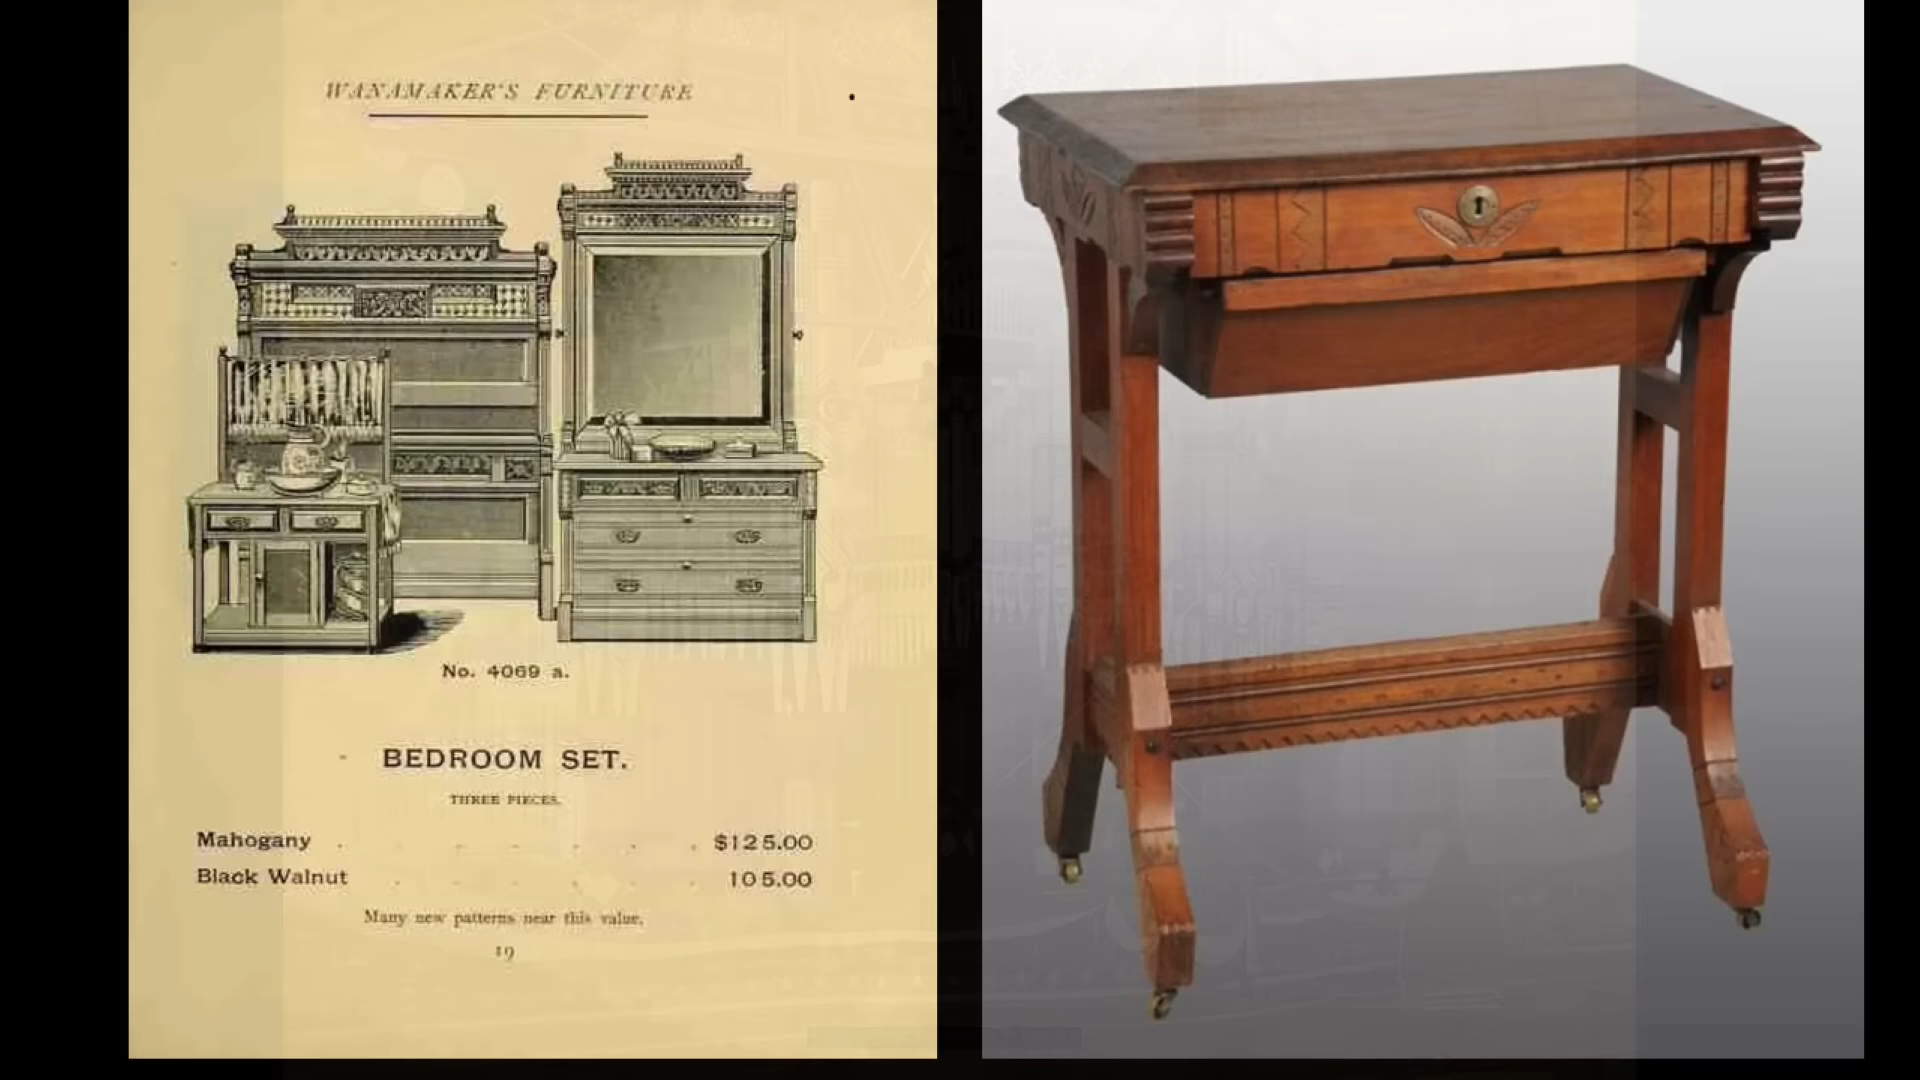 WANAMAKER'S FURNITURE
No. 4069 a.
BEDROOM SET.
THREE PIECES.
Mahogany . . . . . . . $125.00
Black Walnut . . . . . 105.00
Many new patterns near this value.
19